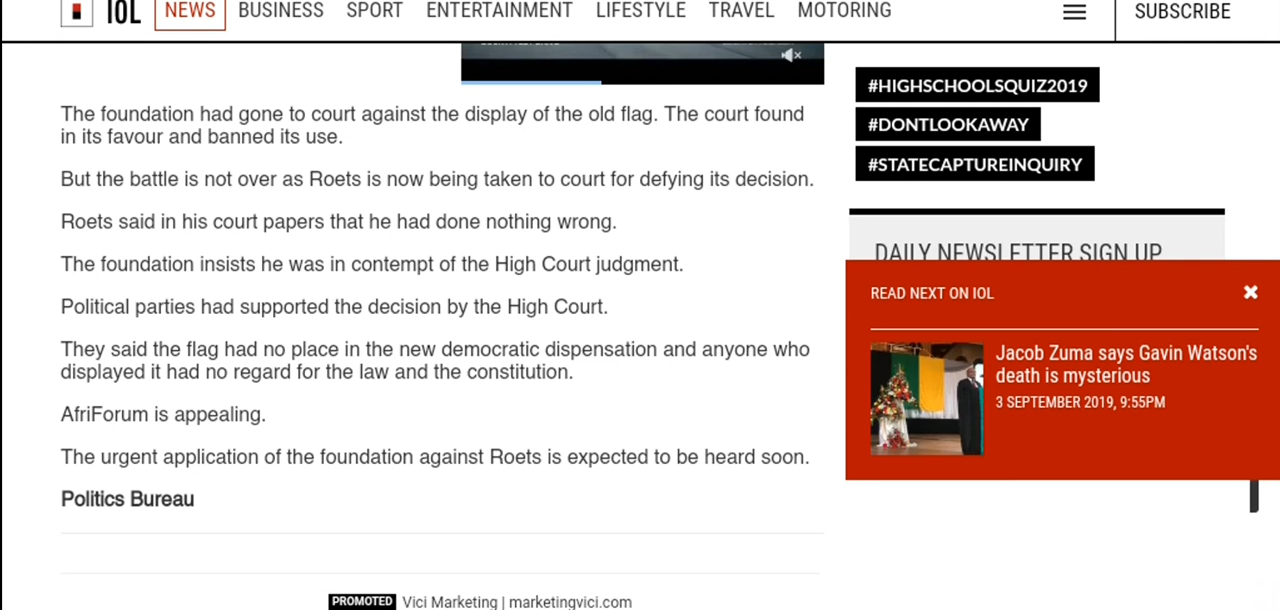 IOL NEWS BUSINESS SPORT ENTERTAINMENT LIFESTYLE TRAVEL MOTORING SUBSCRIBE
The foundation had gone to court against the display of the old flag. The court found
in its favour and banned its use.
But the battle is not over as Roets is now being taken to court for defying its decision.
Roets said in his court papers that he had done nothing wrong.
The foundation insists he was in contempt of the High Court judgment.
Political parties had supported the decision by the High Court.
They said the flag had no place in the new democratic dispensation and anyone who
displayed it had no regard for the law and the constitution.
AfriForum is appealing.
The urgent application of the foundation against Roets is expected to be heard soon.
Politics Bureau
PROMOTED Vici Marketing | marketingvici.com
#HIGHSCHOOLSQUIZ2019
#DONTLOOKAWAY
#STATECAPTUREINQUIRY
DAILY NEWSLETTER SIGN UP
READ NEXT ON IOL
Jacob Zuma says Gavin Watson's
death is mysterious
3 SEPTEMBER 2019, 9:55PM